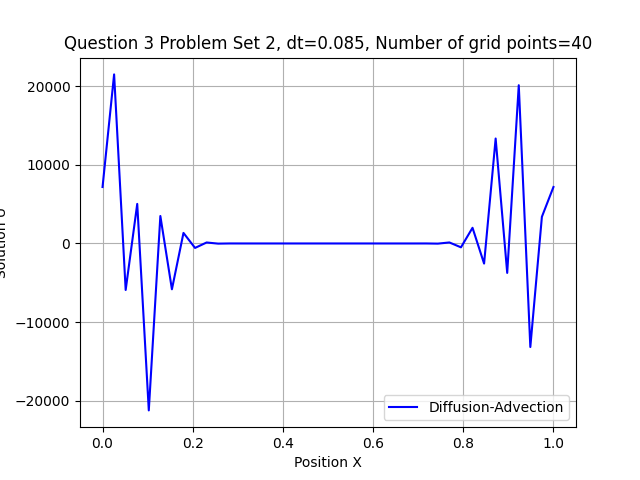 Question 3 Problem Set 2, dt=0.085, Number of grid points=40
20000
10000
0
−10000
−20000
Solution U
Diffusion-Advection
0.0 0.2 0.4 0.6 0.8 1.0
Position X